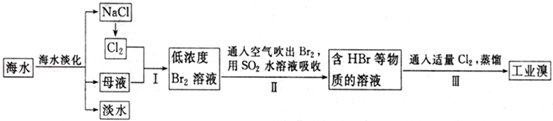 NaCl
Cl₂
海水
海水淡化
母液
淡水
I
低浓度
Br₂ 溶液
通入空气吹出 Br₂，
用 SO₂ 水溶液吸收
II
含 HBr 等物
质的溶液
通入适量 Cl₂，蒸馏
III
工业溴